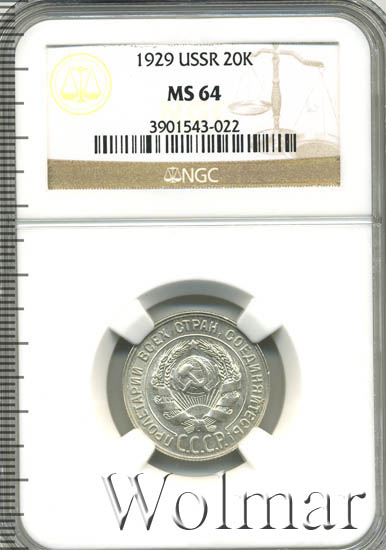 1929 USSR 20K
MS 64
3901543-022
NGC
ПРОЛЕТАРИИ ВСЕХ СТРАН, СОЕДИНЯЙТЕСЬ!
С.С.С.Р.
Wolmar